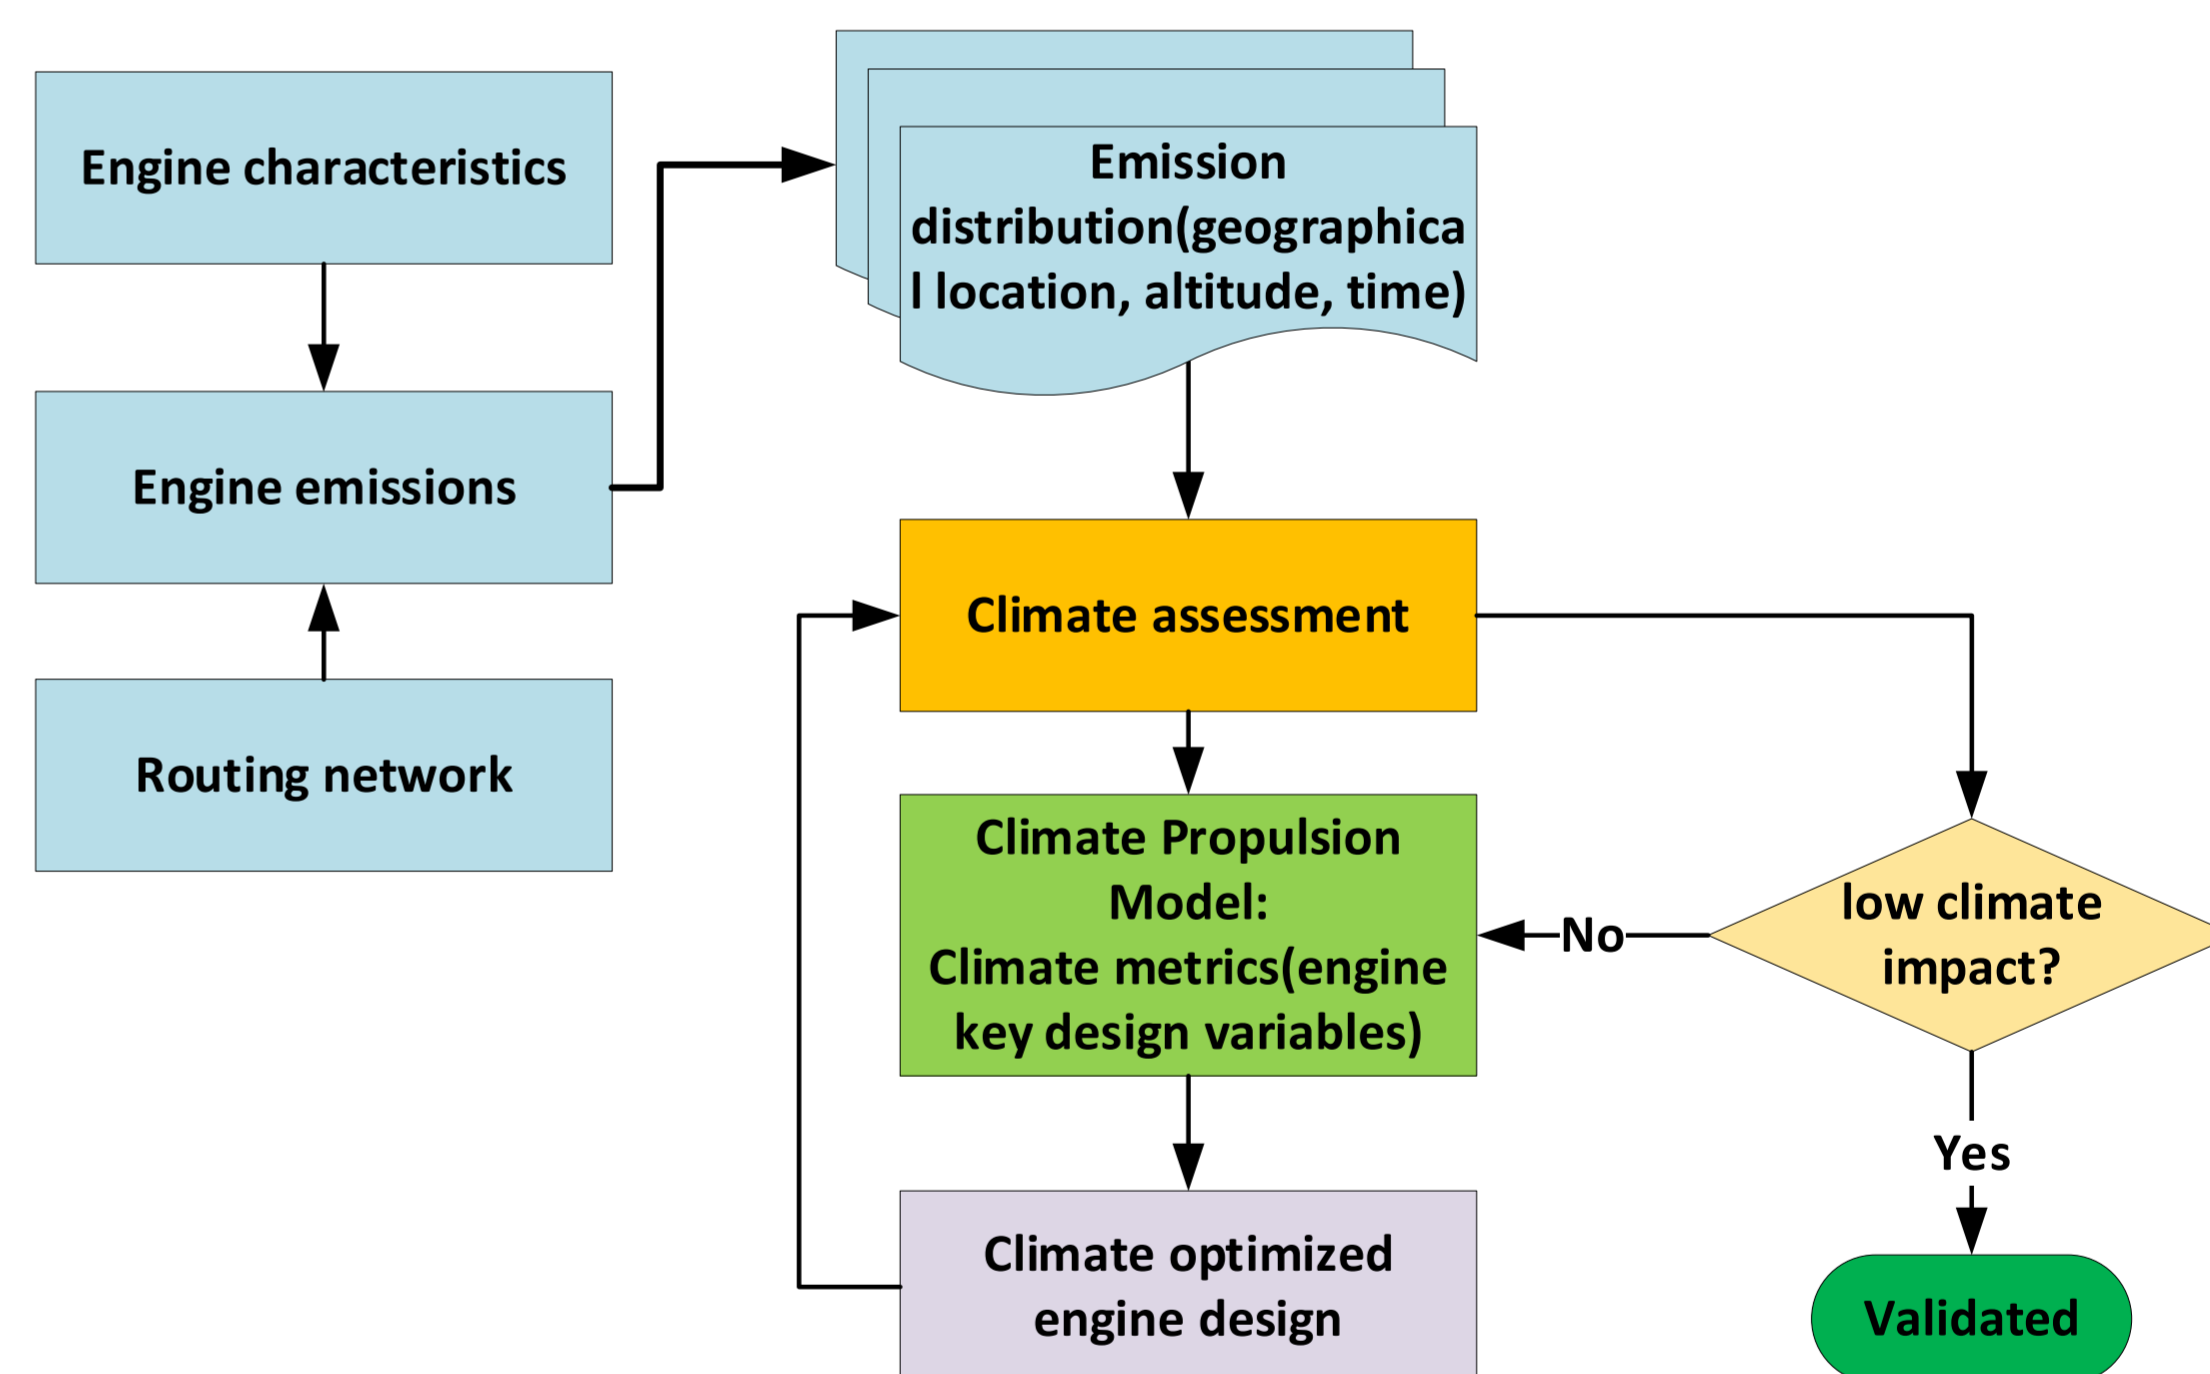 Engine characteristics
Engine emissions
Routing network
Emission
distribution(geographica
l location, altitude, time)
Climate assessment
Climate Propulsion
Model:
Climate metrics(engine
key design variables)
No
low climate
impact?
Yes
Climate optimized
engine design
Validated